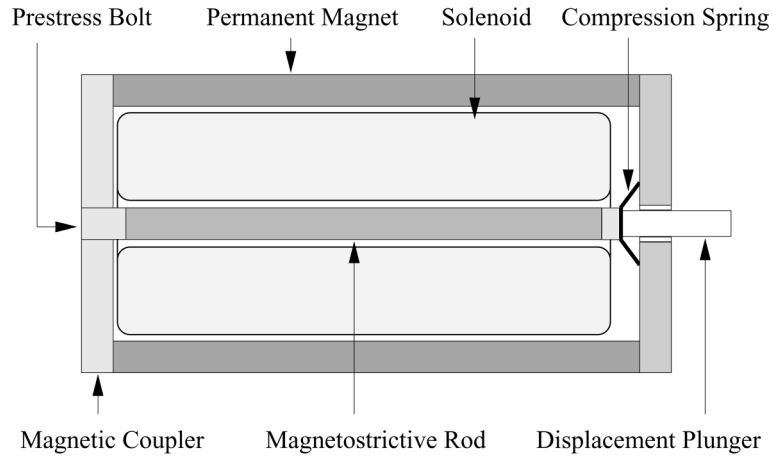 Prestress Bolt
Permanent Magnet
Solenoid
Compression Spring
Magnetic Coupler
Magnetostrictive Rod
Displacement Plunger